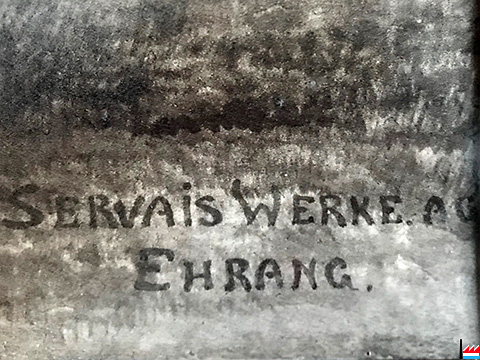 SERVAiS WERKE. AG
EHRANG.